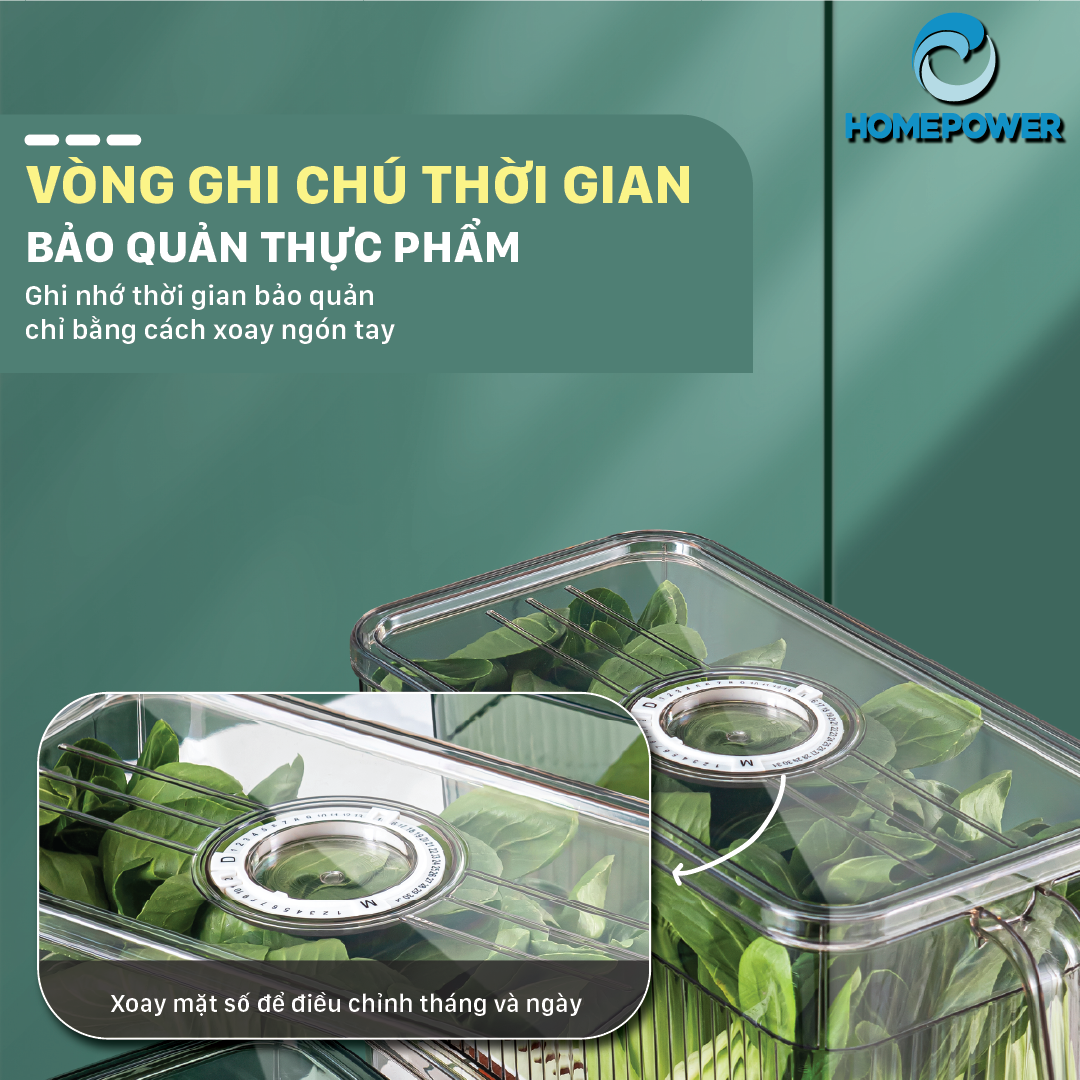 HOMEPOWER
VÒNG GHI CHÚ THỜI GIAN
BẢO QUẢN THỰC PHẨM
Ghi nhớ thời gian bảo quản
chỉ bằng cách xoay ngón tay
D
M
D
M
Xoay mặt số để điều chỉnh tháng và ngày